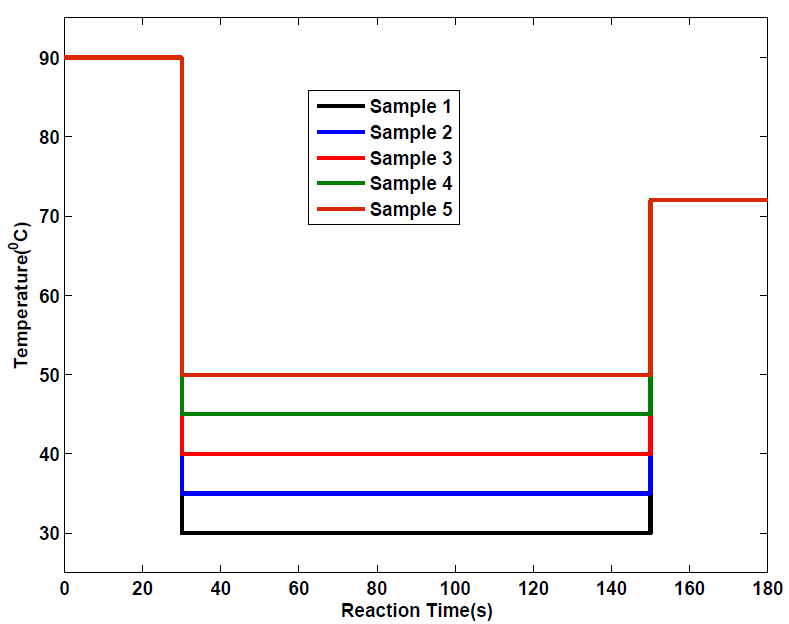 90
80
70
60
50
40
30
Temperature(⁰C)
Sample 1
Sample 2
Sample 3
Sample 4
Sample 5
0 20 40 60 80 100 120 140 160 180
Reaction Time(s)